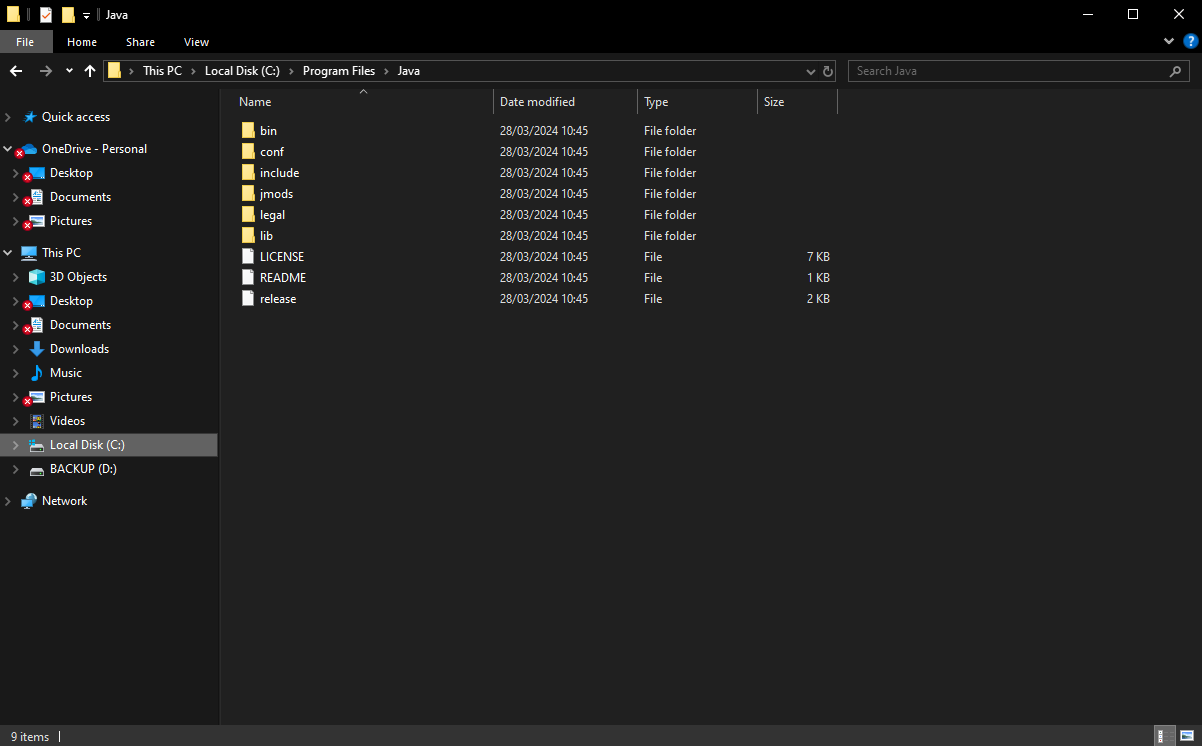 Java
File Home Share View
This PC Local Disk (C:) Program Files Java
Search Java
Name Date modified Type Size
Quick access
OneDrive - Personal
Desktop
Documents
Pictures
This PC
3D Objects
Desktop
Documents
Downloads
Music
Pictures
Videos
Local Disk (C:)
BACKUP (D:)
Network
bin 28/03/2024 10:45 File folder
conf 28/03/2024 10:45 File folder
include 28/03/2024 10:45 File folder
jmods 28/03/2024 10:45 File folder
legal 28/03/2024 10:45 File folder
lib 28/03/2024 10:45 File folder
LICENSE 28/03/2024 10:45 File 7 KB
README 28/03/2024 10:45 File 1 KB
release 28/03/2024 10:45 File 2 KB
9 items